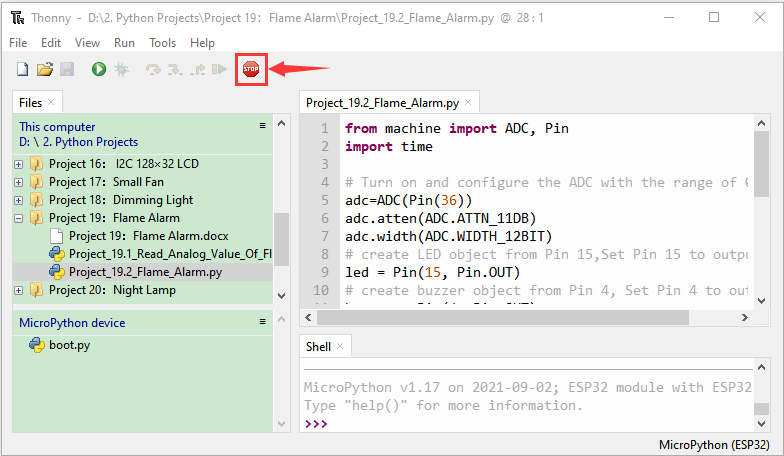 Thonny - D:\2. Python Projects\Project 19：Flame Alarm\Project_19.2_Flame_Alarm.py @ 28 : 1
File Edit View Run Tools Help
STOP
Files
This computer
D: \ 2. Python Projects
Project 16： I2C 128×32 LCD
Project 17：Small Fan
Project 18：Dimming Light
Project 19：Flame Alarm
Project 19：Flame Alarm.docx
Project_19.1_Read_Analog_Value_Of_Fl
Project_19.2_Flame_Alarm.py
Project 20：Night Lamp
MicroPython device
boot.py
Project_19.2_Flame_Alarm.py
1 from machine import ADC, Pin
2 import time
3
4 # Turn on and configure the ADC with the range of
5 adc=ADC(Pin(36))
6 adc.atten(ADC.ATTN_11DB)
7 adc.width(ADC.WIDTH_12BIT)
8 # create LED object from Pin 15,Set Pin 15 to outpu
9 led = Pin(15, Pin.OUT)
10 # create buzzer object from Pin 4, Set Pin 4 to out
Shell
MicroPython v1.17 on 2021-09-02; ESP32 module with ESP32
Type "help()" for more information.
>>>
MicroPython (ESP32)